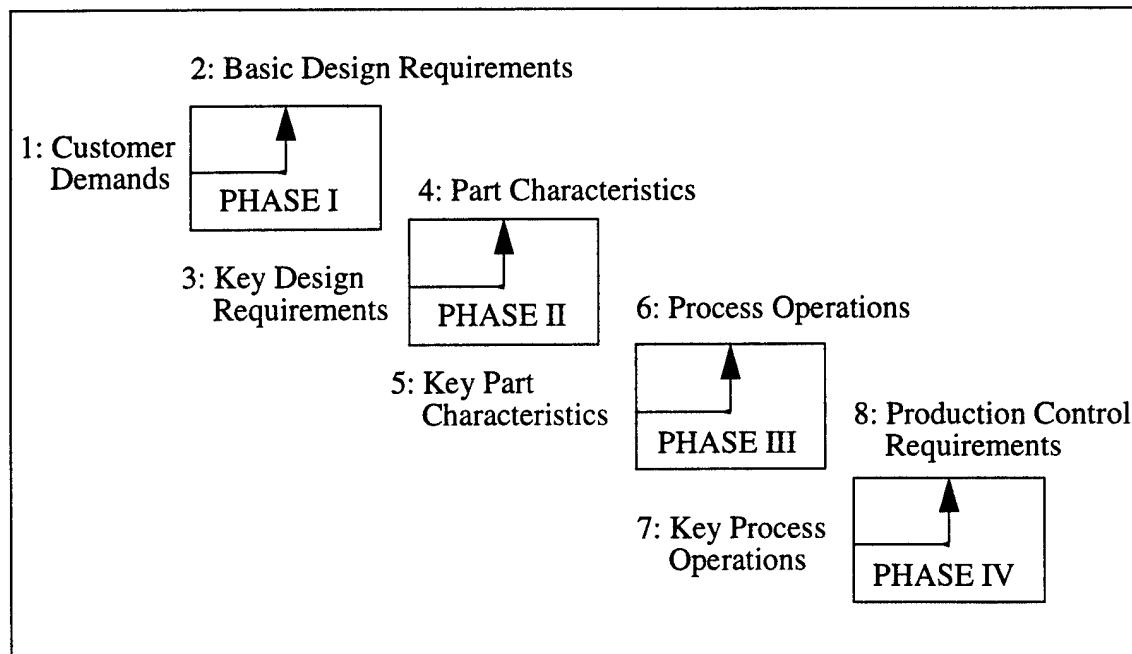 2: Basic Design Requirements
1: Customer
Demands
PHASE I
4: Part Characteristics
3: Key Design
Requirements
PHASE II
6: Process Operations
5: Key Part
Characteristics
PHASE III
8: Production Control
Requirements
7: Key Process
Operations
PHASE IV